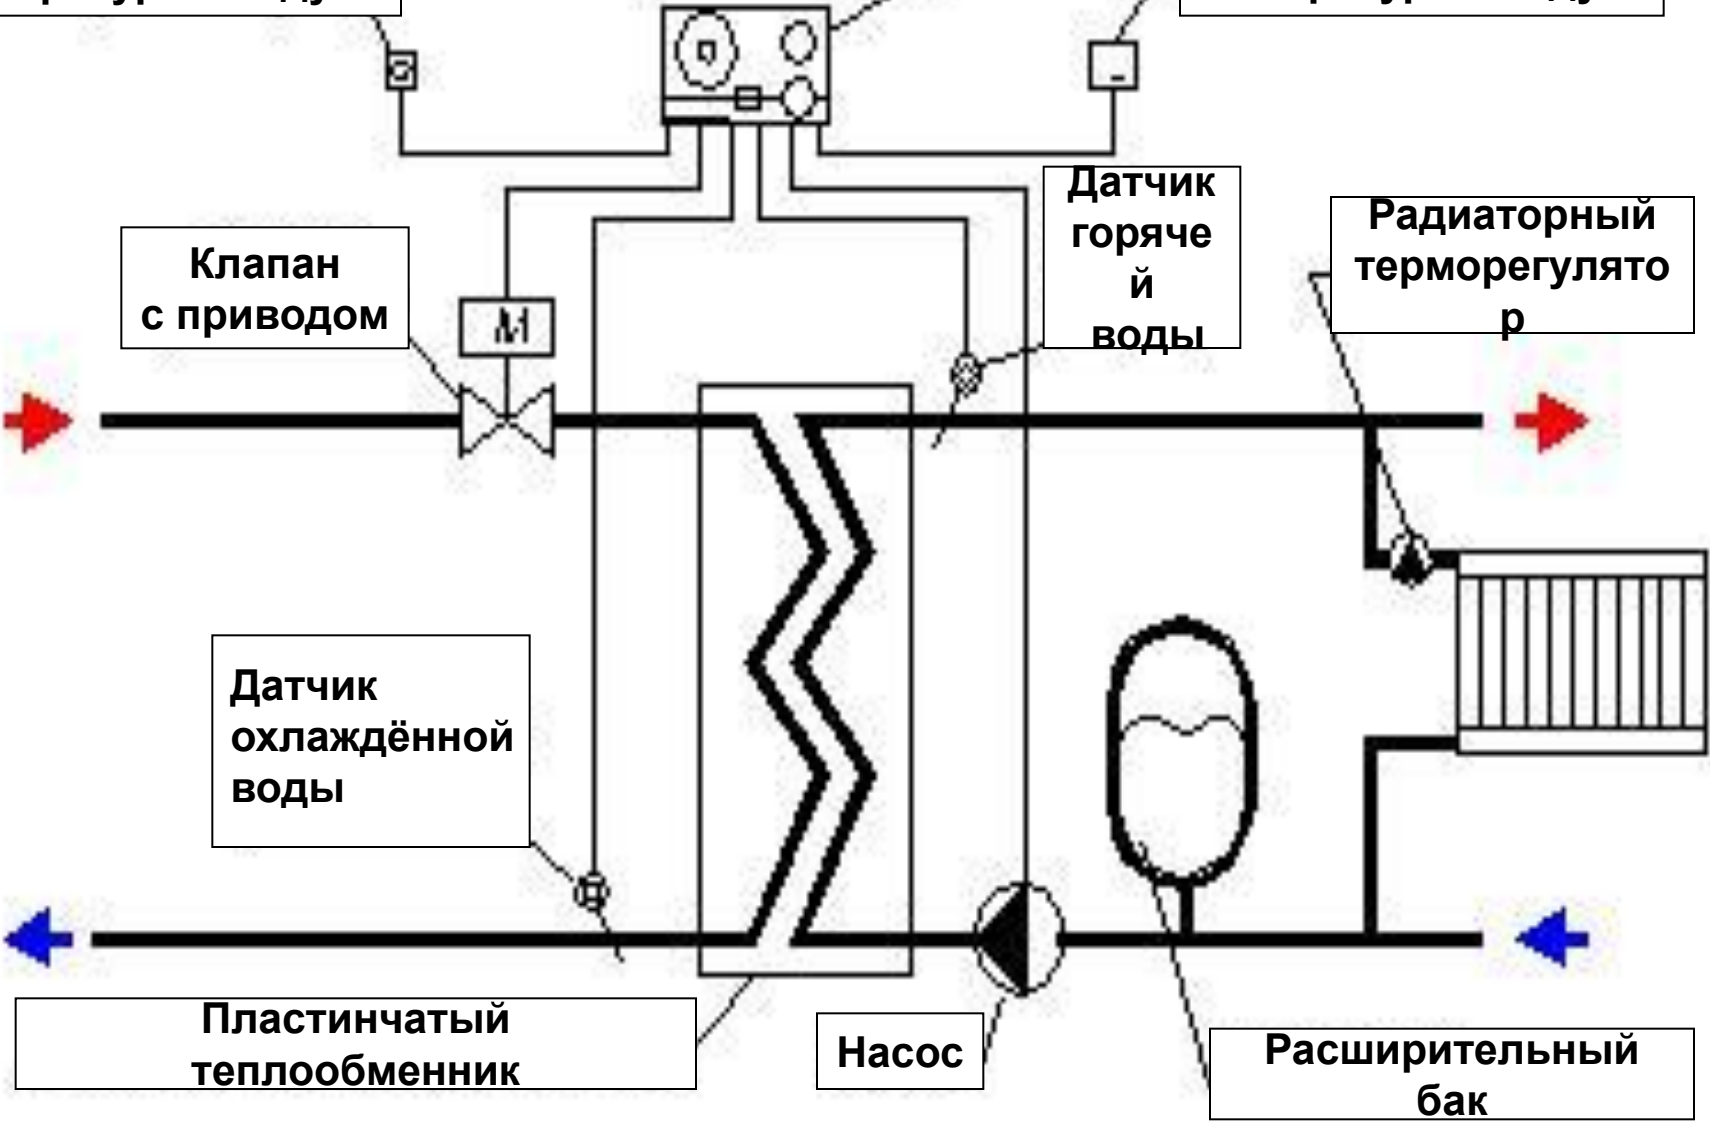 Датчик
горяче
й
воды
Радиаторный
терморегулято
р
Клапан
с приводом
M
Датчик
охлаждённой
воды
Пластинчатый
теплообменник
Насос
Расширительный
бак